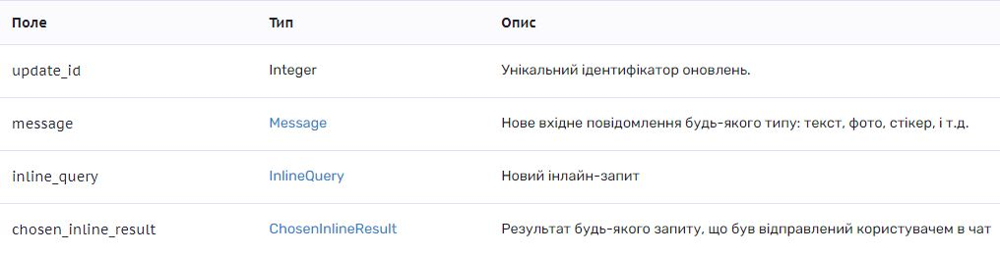 Поле Тип Опис
update_id Integer Унікальний ідентифікатор оновлень.
message Message Нове вхідне повідомлення будь-якого типу: текст, фото, стікер, і т.д.
inline_query InlineQuery Новий інлайн-запит
chosen_inline_result ChosenInlineResult Результат будь-якого запиту, що був відправлений користувачем в чат